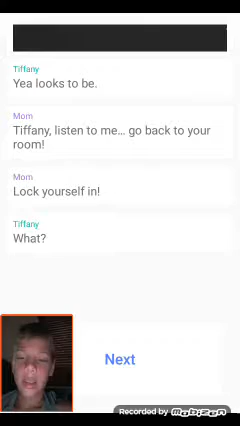 Tiffany
Yea looks to be.
Mom
Tiffany, listen to me... go back to your
room!
Mom
Lock yourself in!
Tiffany
What?
Next
Recorded by mobizen